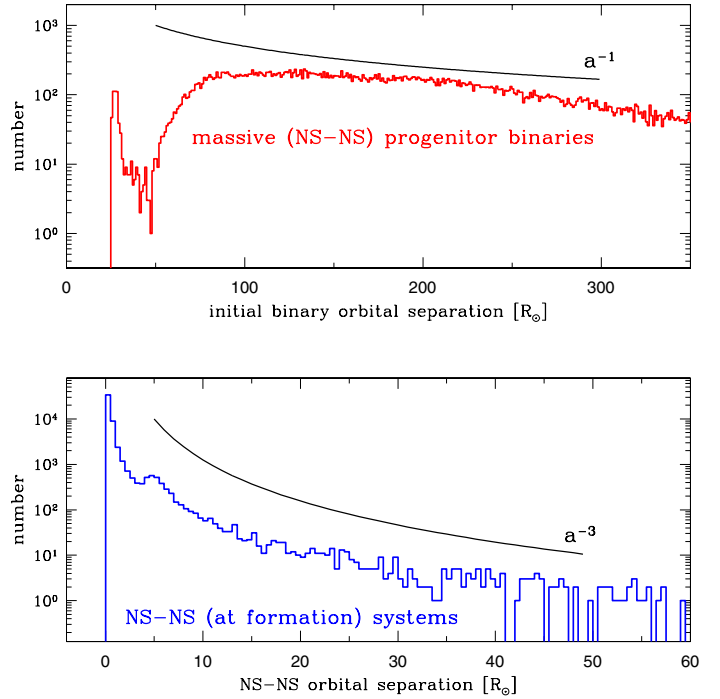 10³
10²
10¹
10⁰
number
a⁻¹
massive (NS−NS) progenitor binaries
0
100
200
300
initial binary orbital separation [R☉]
10⁴
10³
10²
10¹
10⁰
number
a⁻³
NS−NS (at formation) systems
0
10
20
30
40
50
60
NS−NS orbital separation [R☉]